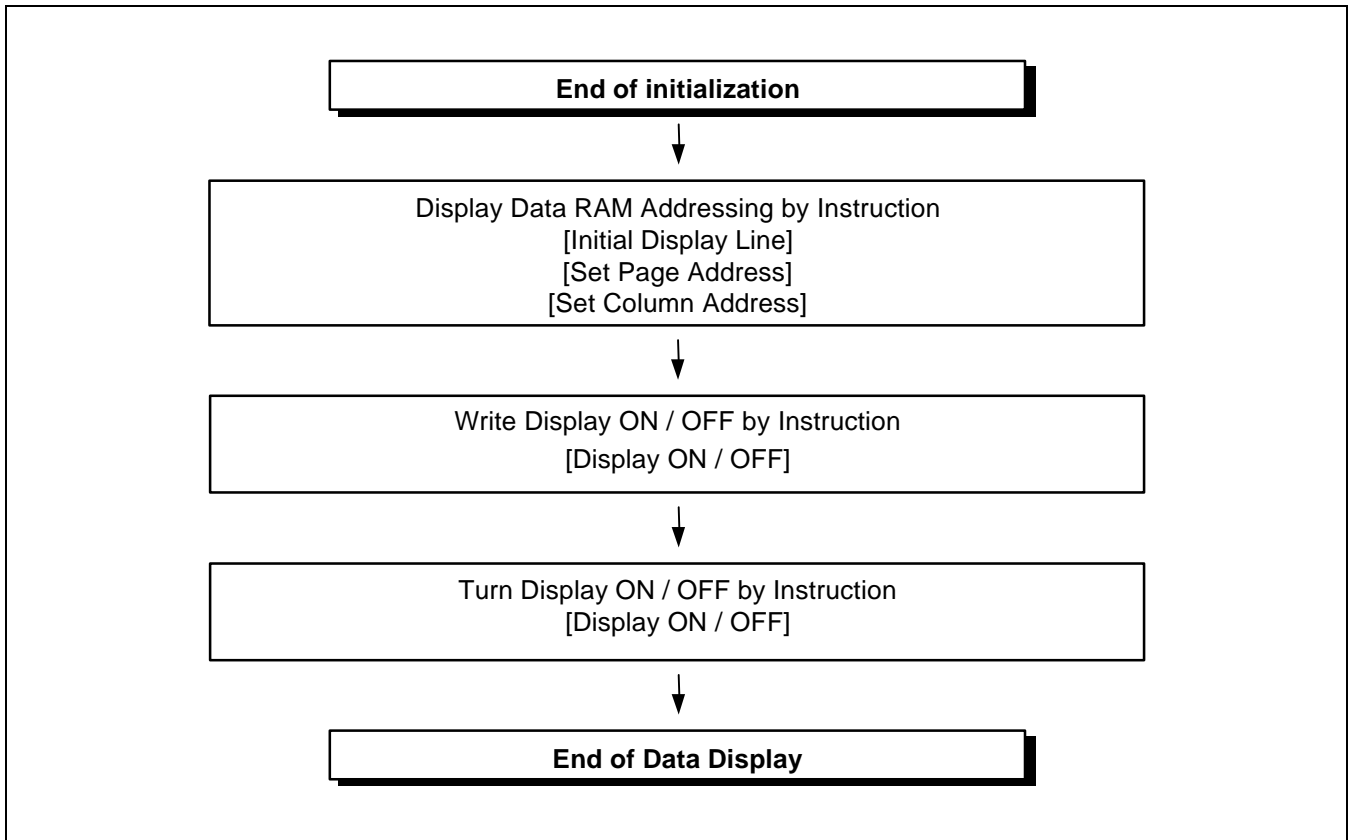 End of initialization
Display Data RAM Addressing by Instruction
[Initial Display Line]
[Set Page Address]
[Set Column Address]
Write Display ON / OFF by Instruction
[Display ON / OFF]
Turn Display ON / OFF by Instruction
[Display ON / OFF]
End of Data Display